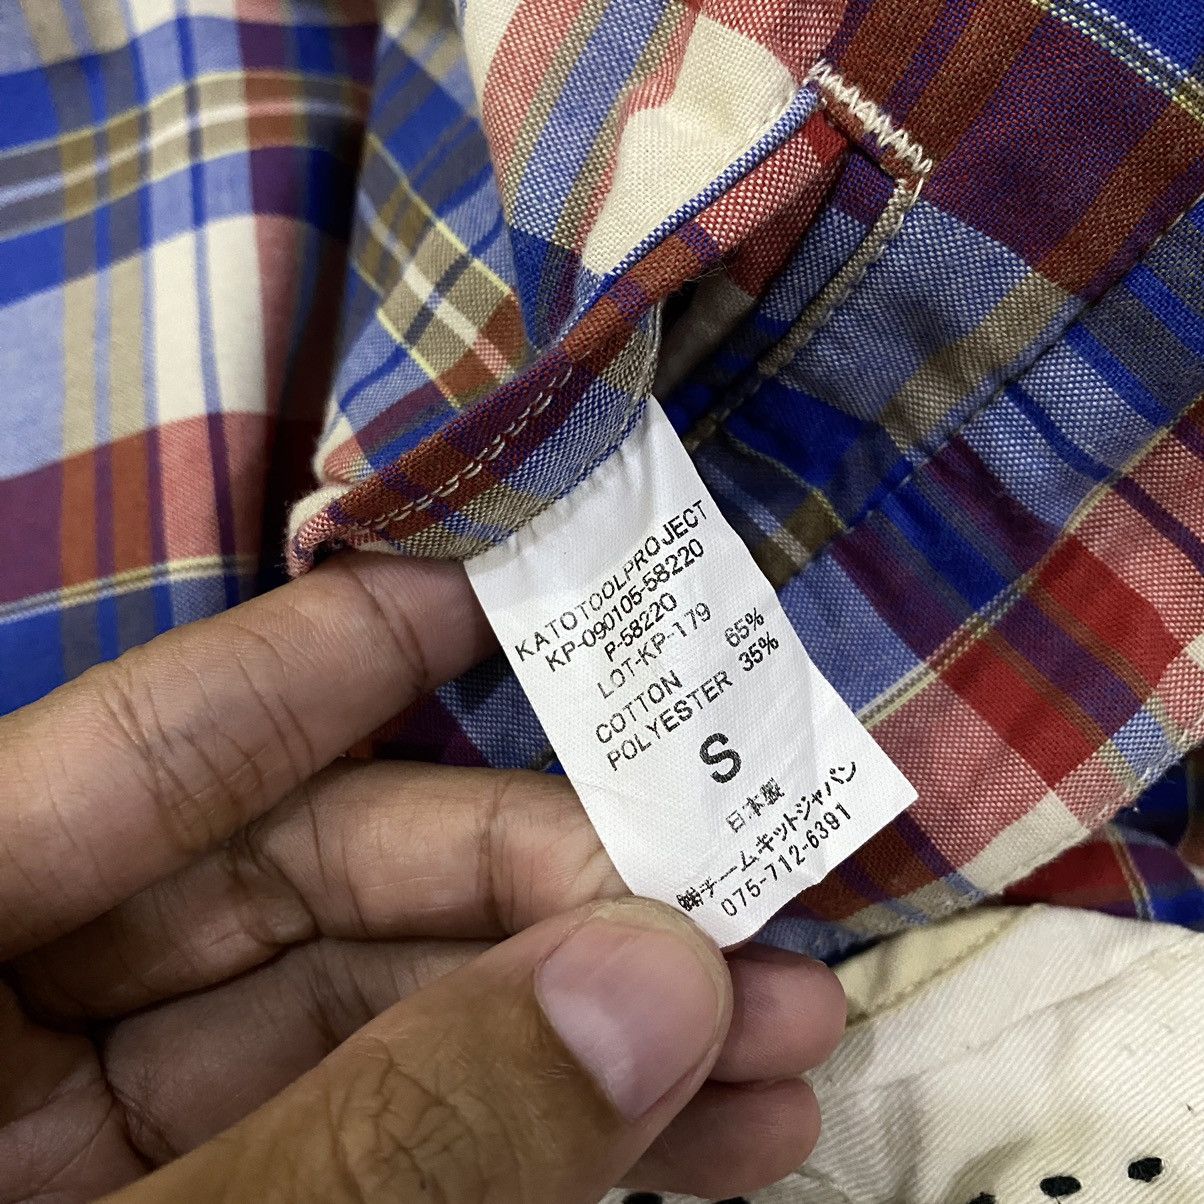 KATOTOOLPROJECT
KP-090105-58220
P-58220
LOT-KP-179
COTTON 65%
POLYESTER 35%
S
日本製
㈱チームキットジャパン
075-712-6391